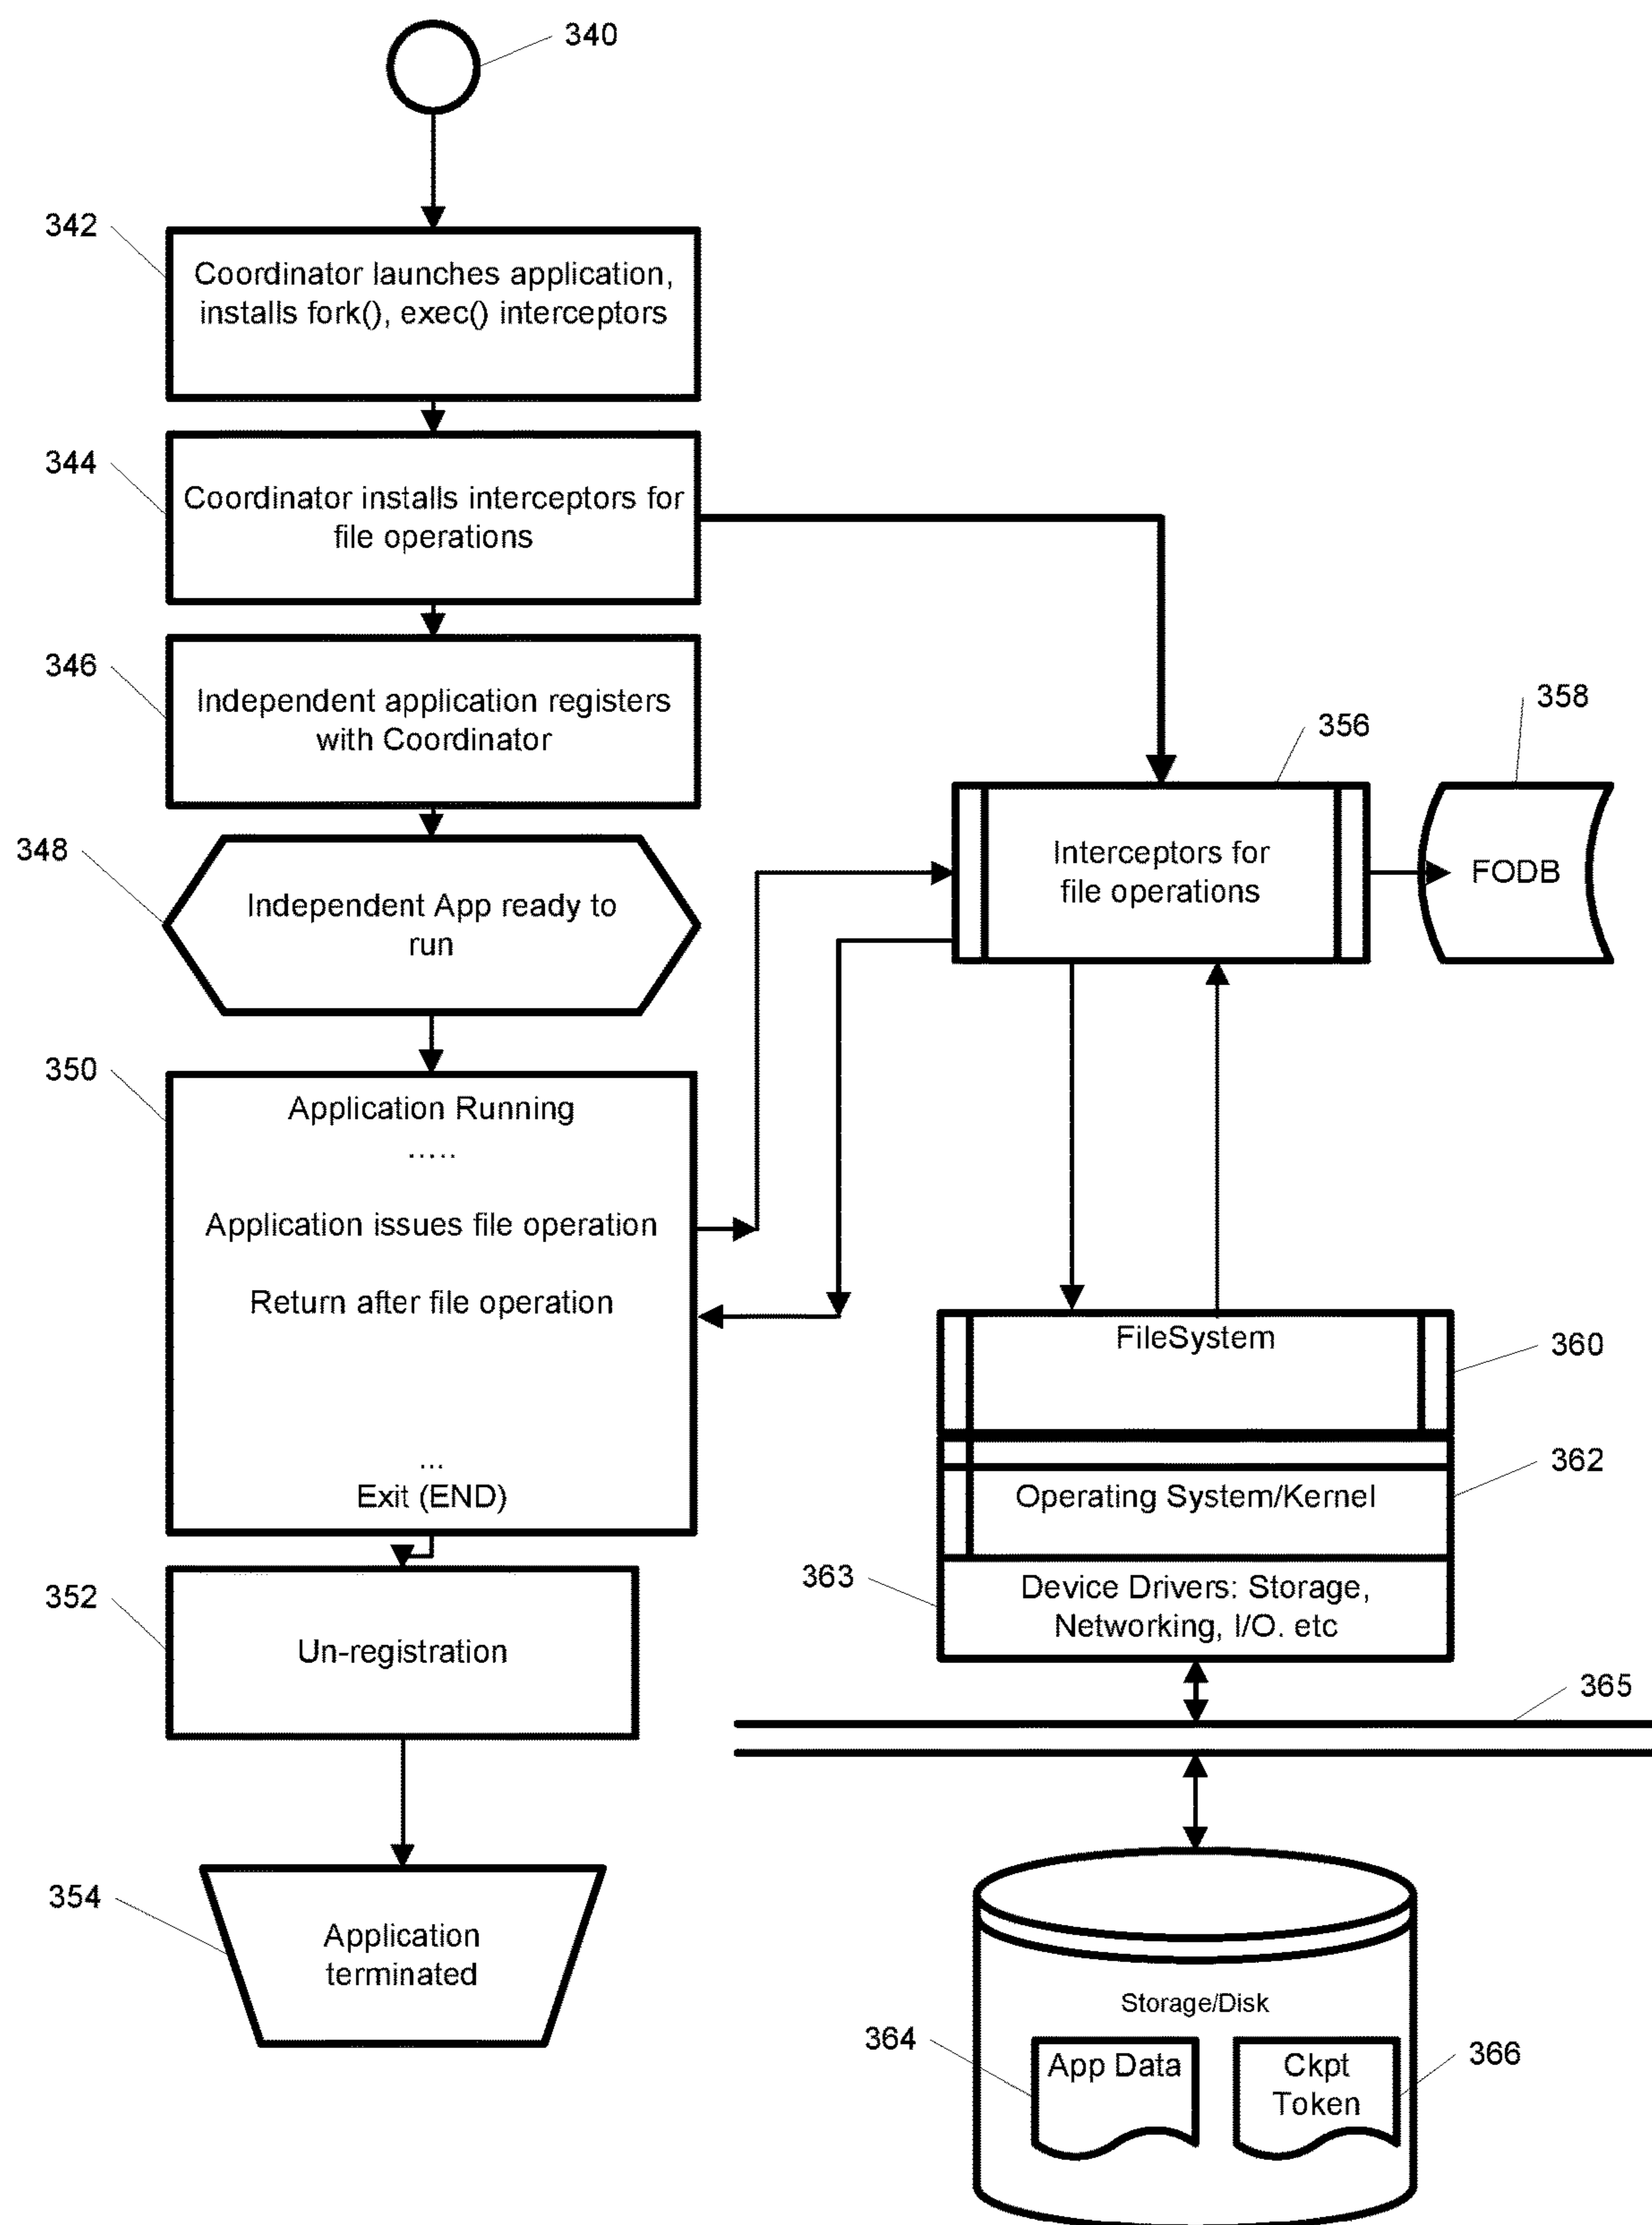 340
342
Coordinator launches application,
installs fork(), exec() interceptors
344
Coordinator installs interceptors for
file operations
346
Independent application registers
with Coordinator
348
Independent App ready to
run
350
Application Running
.....
Application issues file operation
Return after file operation
...
Exit (END)
352
Un-registration
354
Application
terminated
356
Interceptors for
file operations
358
FODB
FileSystem
360
Operating System/Kernel
362
363
Device Drivers: Storage,
Networking, I/O. etc
365
Storage/Disk
364
App Data
Ckpt
Token
366